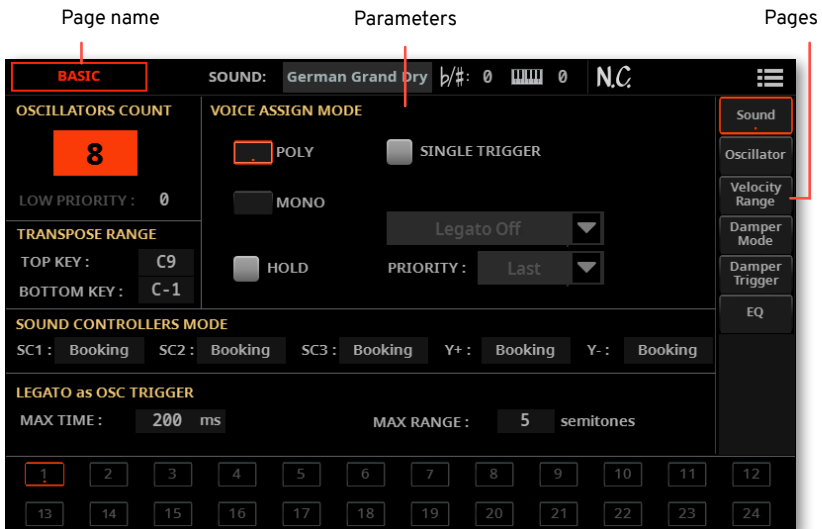 Page name Parameters Pages
BASIC SOUND: German Grand Dry ♭/#: 0 0 N.C.
OSCILLATORS COUNT VOICE ASSIGN MODE Sound
8 POLY SINGLE TRIGGER Oscillator
LOW PRIORITY : 0 MONO Velocity Range
TRANSPOSE RANGE Legato Off Damper Mode
TOP KEY : C9 HOLD PRIORITY : Last Damper Trigger
BOTTOM KEY : C-1
SOUND CONTROLLERS MODE EQ
SC1 : Booking SC2 : Booking SC3 : Booking Y+ : Booking Y- : Booking
LEGATO as OSC TRIGGER
MAX TIME : 200 ms MAX RANGE : 5 semitones
1 2 3 4 5 6 7 8 9 10 11 12
13 14 15 16 17 18 19 20 21 22 23 24